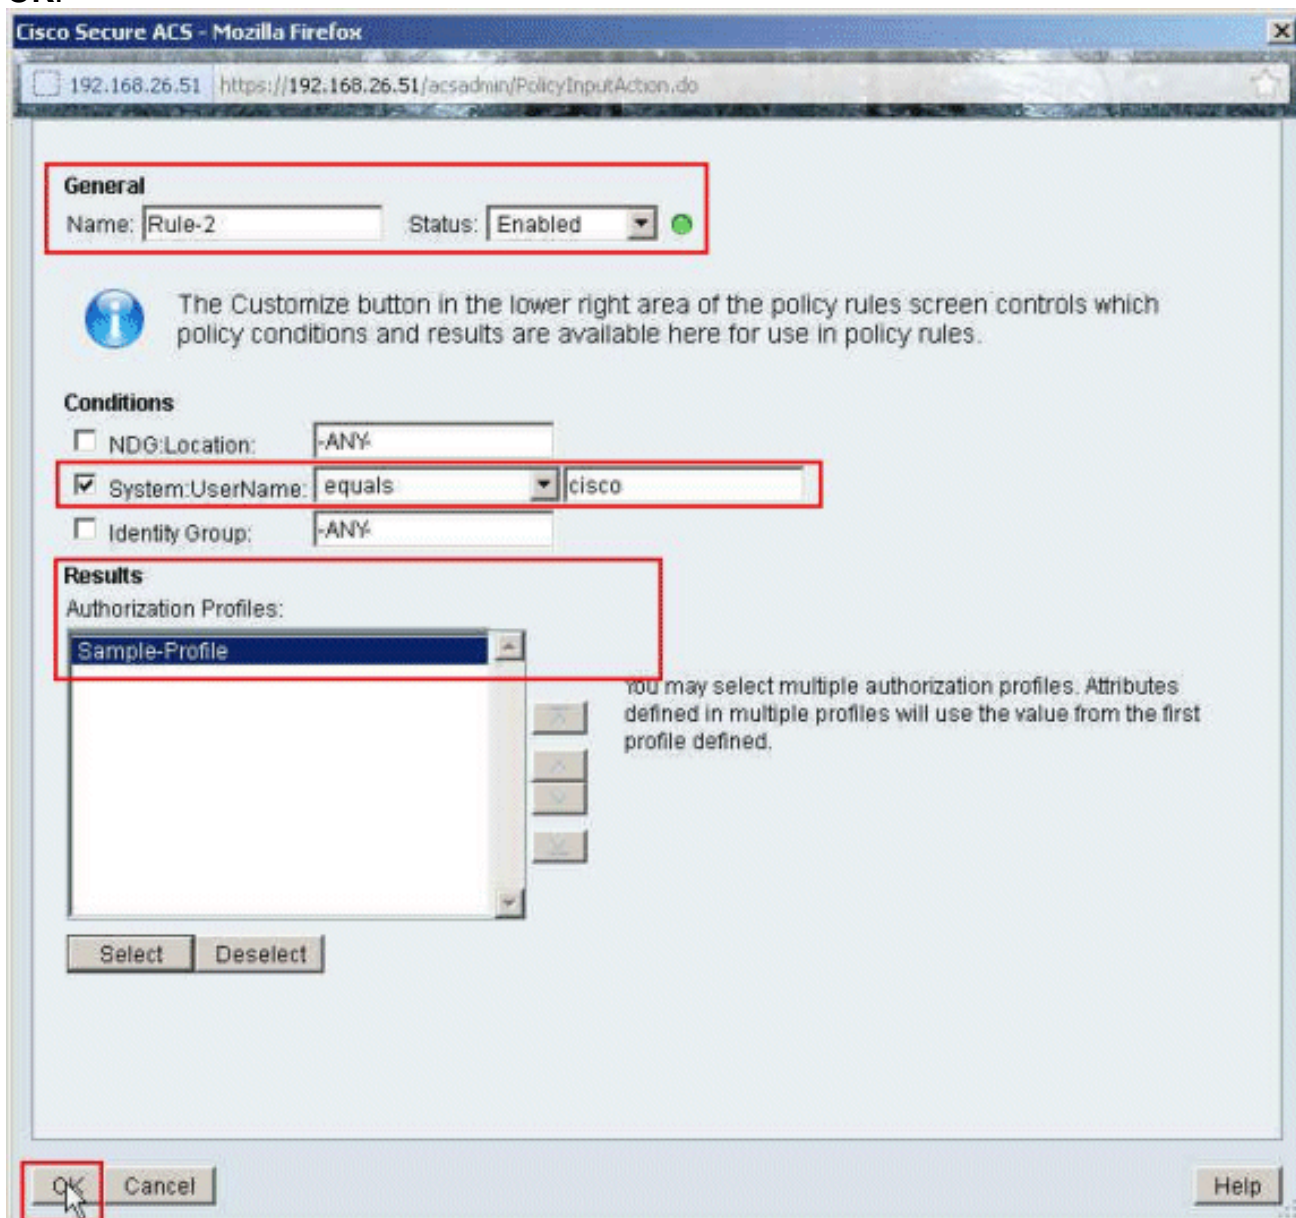 OK.
Cisco Secure ACS - Mozilla Firefox
192.168.26.51 https://192.168.26.51/acsadmin/PolicyInputAction.do
General
Name: Rule-2 Status: Enabled
The Customize button in the lower right area of the policy rules screen controls which
policy conditions and results are available here for use in policy rules.
Conditions
NDG:Location: -ANY-
System:UserName: equals cisco
Identity Group: -ANY-
Results
Authorization Profiles:
Sample-Profile
You may select multiple authorization profiles. Attributes
defined in multiple profiles will use the value from the first
profile defined.
Select Deselect
OK Cancel Help